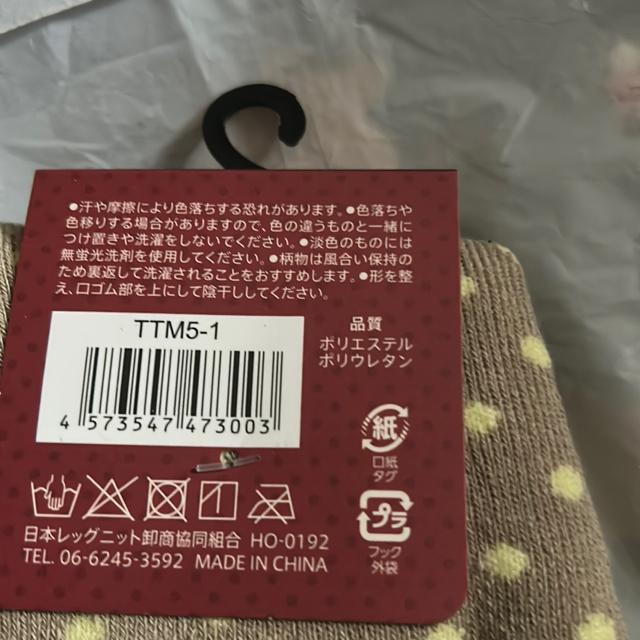 ●汗や摩擦により色落ちする恐れがあります。●色落ちや
色移りする場合がありますので、色の違うものと一緒に
つけ置きや洗濯をしないでください。●淡色のものには
無蛍光洗剤を使用してください。●柄物は風合い保持の
ため裏返して洗濯されることをおすすめします。●形を整
え、口ゴム部を上にして陰干ししてください。
TTM5-1
4 573547 473003
品質
ポリエステル
ポリウレタン
紙
口紙
タグ
プラ
フック
外袋
日本レッグニット卸商協同組合 HO-0192
TEL. 06-6245-3592 MADE IN CHINA